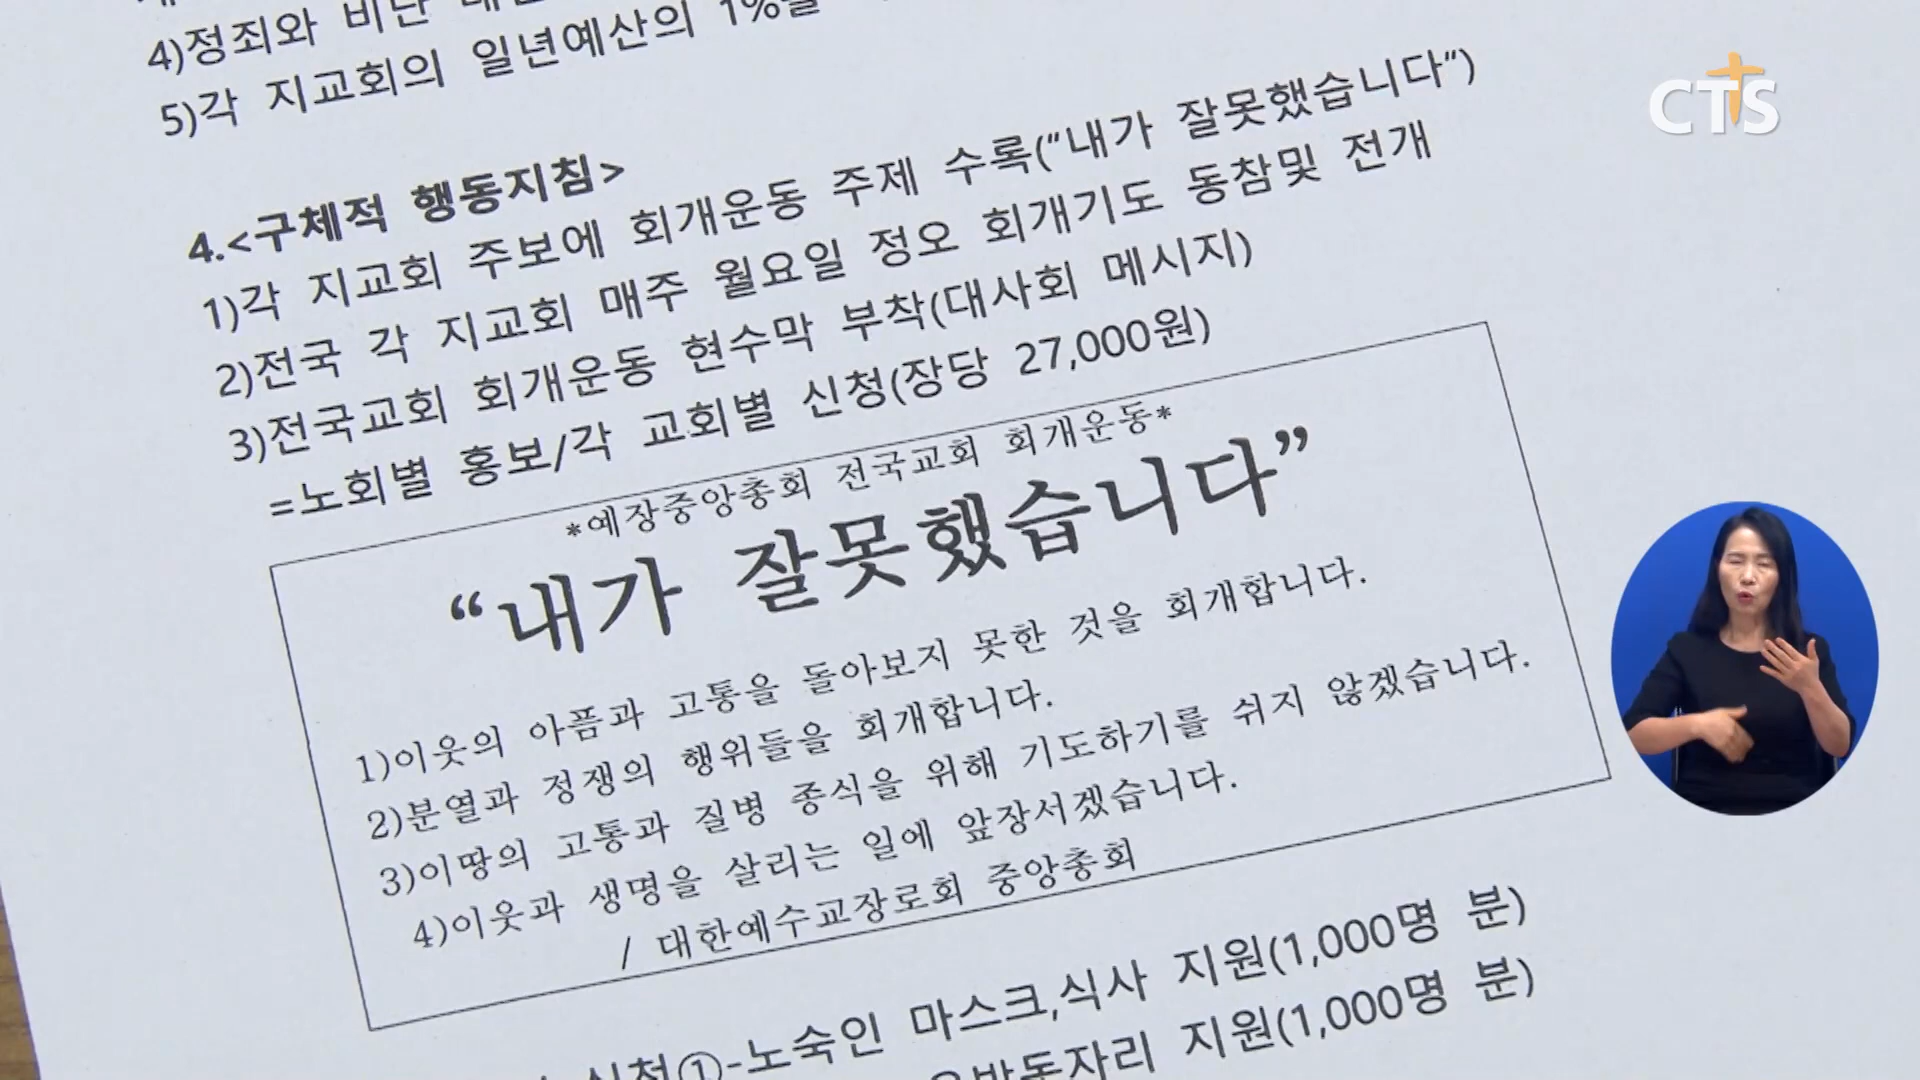 4)정죄와 비난
5)각 지교회의 일년예산의 1%를
CTS
4.<구체적 행동지침>
1)각 지교회 주보에 회개운동 주제 수록("내가 잘못했습니다")
2)전국 각 지교회 매주 월요일 정오 회개기도 동참및 전개
3)전국교회 회개운동 현수막 부착(대사회 메시지)
=노회별 홍보/각 교회별 신청(장당 27,000원)
*예장중앙총회 전국교회 회개운동*
“내가 잘못했습니다”
1)이웃의 아픔과 고통을 돌아보지 못한 것을 회개합니다.
2)분열과 정쟁의 행위들을 회개합니다.
3)이땅의 고통과 질병 종식을 위해 기도하기를 쉬지 않겠습니다.
4)이웃과 생명을 살리는 일에 앞장서겠습니다.
/ 대한예수교장로회 중앙총회
①-노숙인 마스크,식사 지원(1,000명 분)
지원(1,000명 분)